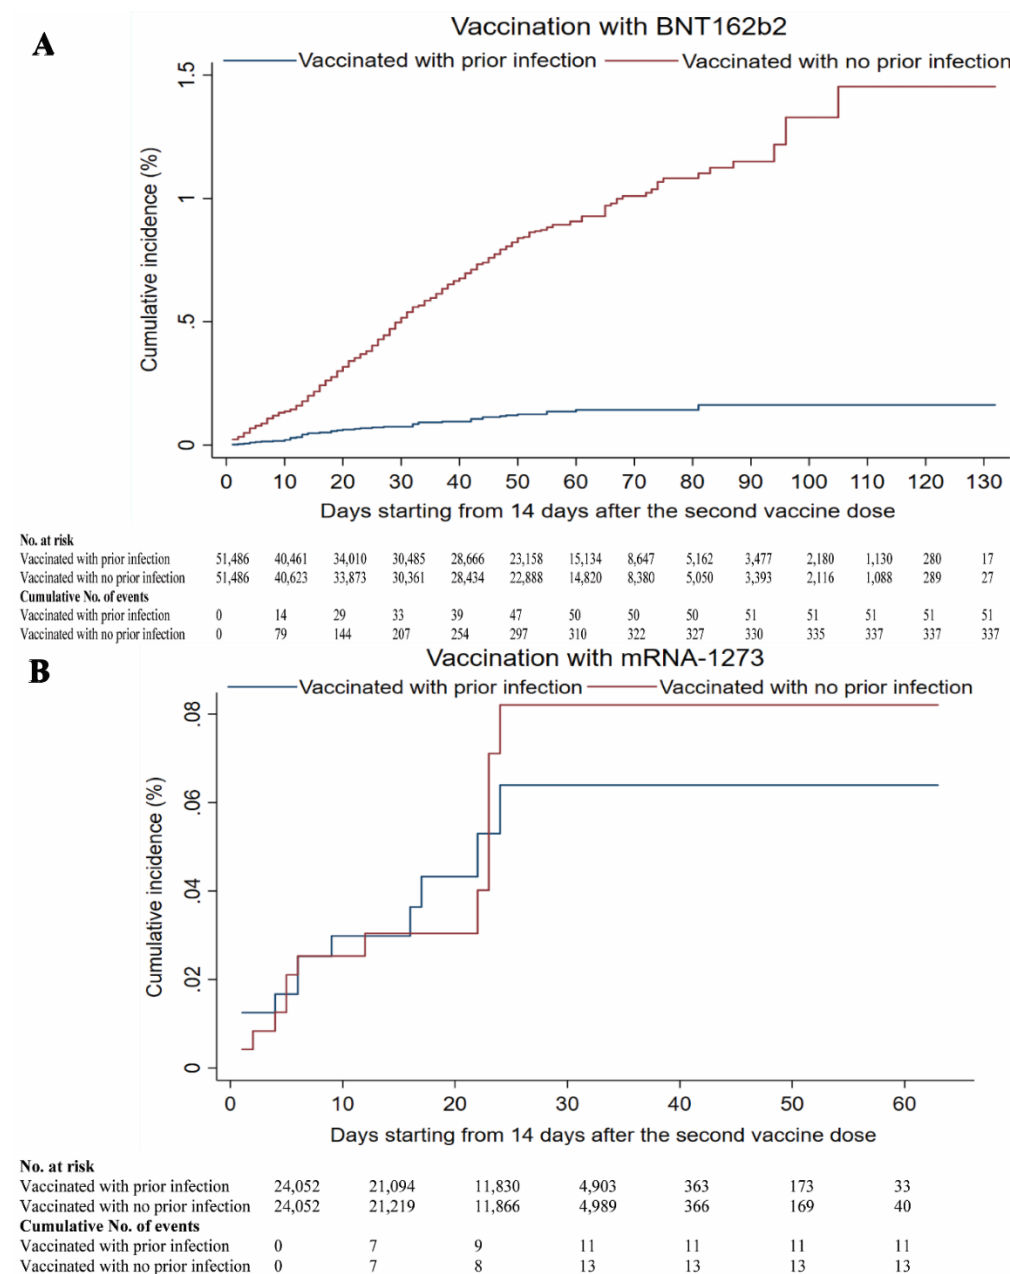 A
Vaccination with BNT162b2
Vaccinated with prior infection Vaccinated with no prior infection
Cumulative incidence (%)
1.5
1
.5
0
0 10 20 30 40 50 60 70 80 90 100 110 120 130
Days starting from 14 days after the second vaccine dose
No. at risk
Vaccinated with prior infection 51,486 40,461 34,010 30,485 28,666 23,158 15,134 8,647 5,162 3,477 2,180 1,130 280 17
Vaccinated with no prior infection 51,486 40,623 33,873 30,361 28,434 22,888 14,820 8,380 5,050 3,393 2,116 1,088 289 27
Cumulative No. of events
Vaccinated with prior infection 0 14 29 33 39 47 50 50 50 51 51 51 51 51
Vaccinated with no prior infection 0 79 144 207 254 297 310 322 327 330 335 337 337 337
B
Vaccination with mRNA-1273
Vaccinated with prior infection Vaccinated with no prior infection
Cumulative incidence (%)
.08
.06
.04
.02
0
0 10 20 30 40 50 60
Days starting from 14 days after the second vaccine dose
No. at risk
Vaccinated with prior infection 24,052 21,094 11,830 4,903 363 173 33
Vaccinated with no prior infection 24,052 21,219 11,866 4,989 366 169 40
Cumulative No. of events
Vaccinated with prior infection 0 7 9 11 11 11 11
Vaccinated with no prior infection 0 7 8 13 13 13 13